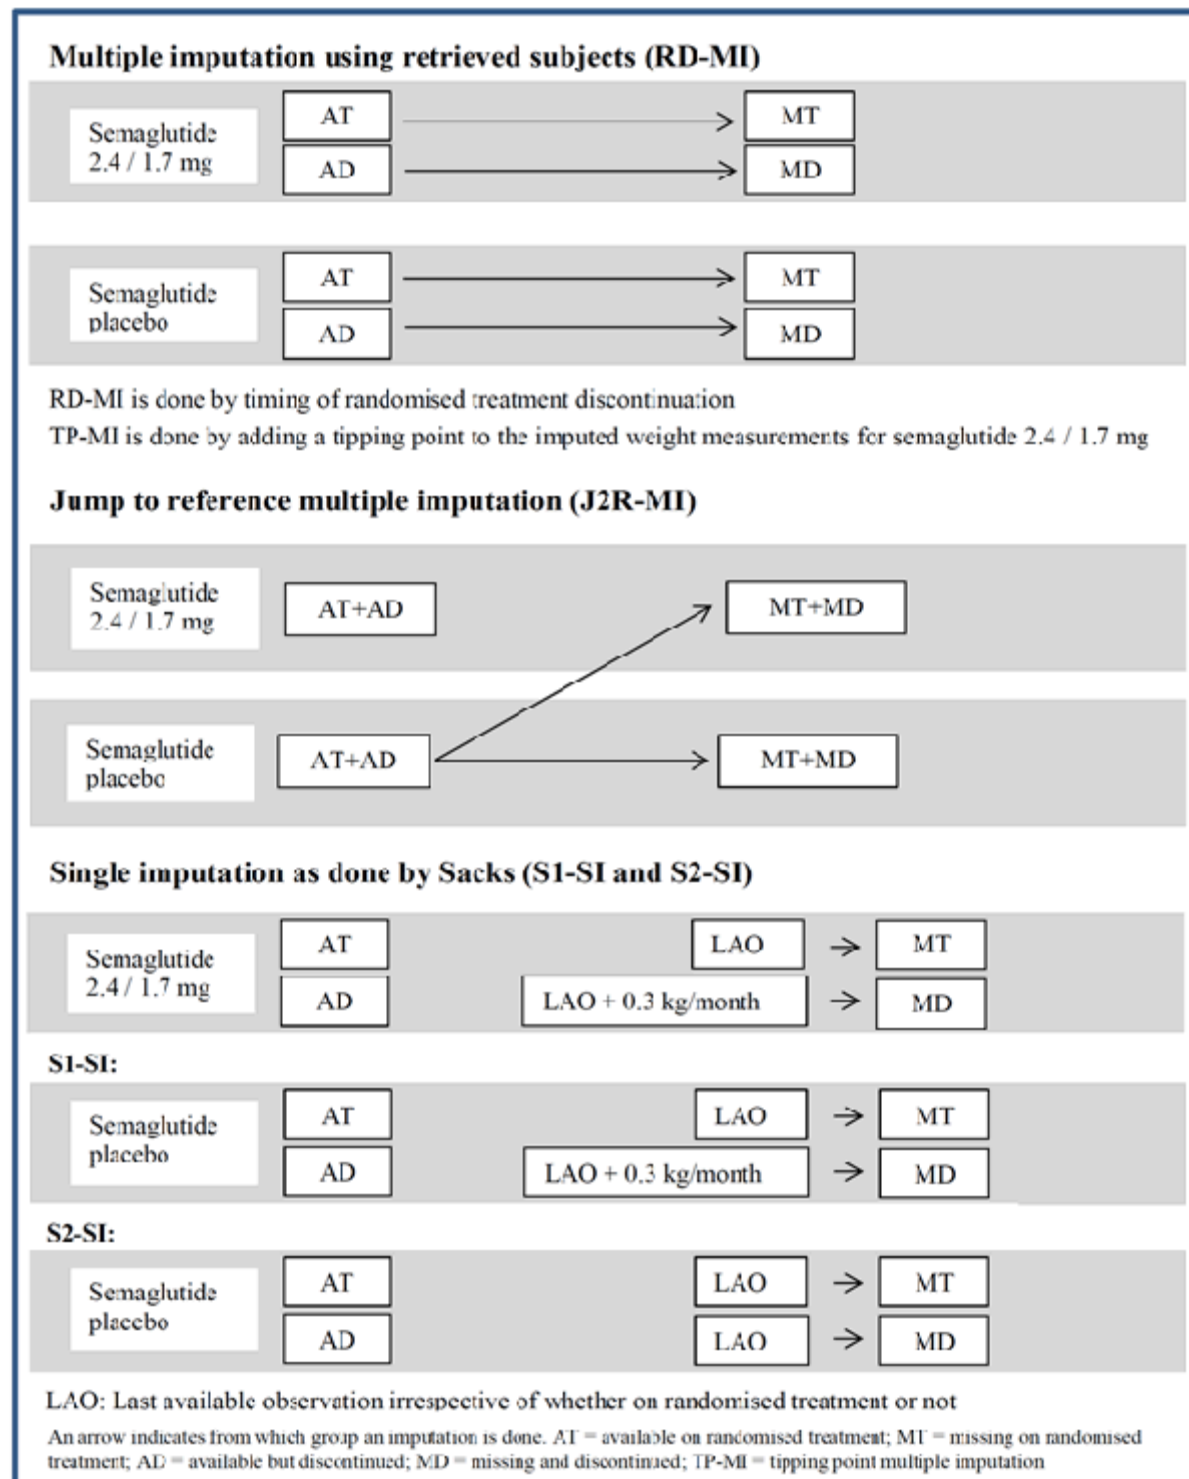 Multiple imputation using retrieved subjects (RD-MI)
Semaglutide
2.4 / 1.7 mg
AT
MT
AD
MD
Semaglutide
placebo
AT
MT
AD
MD
RD-MI is done by timing of randomised treatment discontinuation
TP-MI is done by adding a tipping point to the imputed weight measurements for semaglutide 2.4 / 1.7 mg
Jump to reference multiple imputation (J2R-MI)
Semaglutide
2.4 / 1.7 mg
AT+AD
MT+MD
Semaglutide
placebo
AT+AD
MT+MD
Single imputation as done by Sacks (S1-SI and S2-SI)
Semaglutide
2.4 / 1.7 mg
AT
LAO
MT
AD
LAO + 0.3 kg/month
MD
S1-SI:
Semaglutide
placebo
AT
LAO
MT
AD
LAO + 0.3 kg/month
MD
S2-SI:
Semaglutide
placebo
AT
LAO
MT
AD
LAO
MD
LAO: Last available observation irrespective of whether on randomised treatment or not
An arrow indicates from which group an imputation is done. AT = available on randomised treatment; MT = missing on randomised
treatment; AD = available but discontinued; MD = missing and discontinued; TP-MI = tipping point multiple imputation